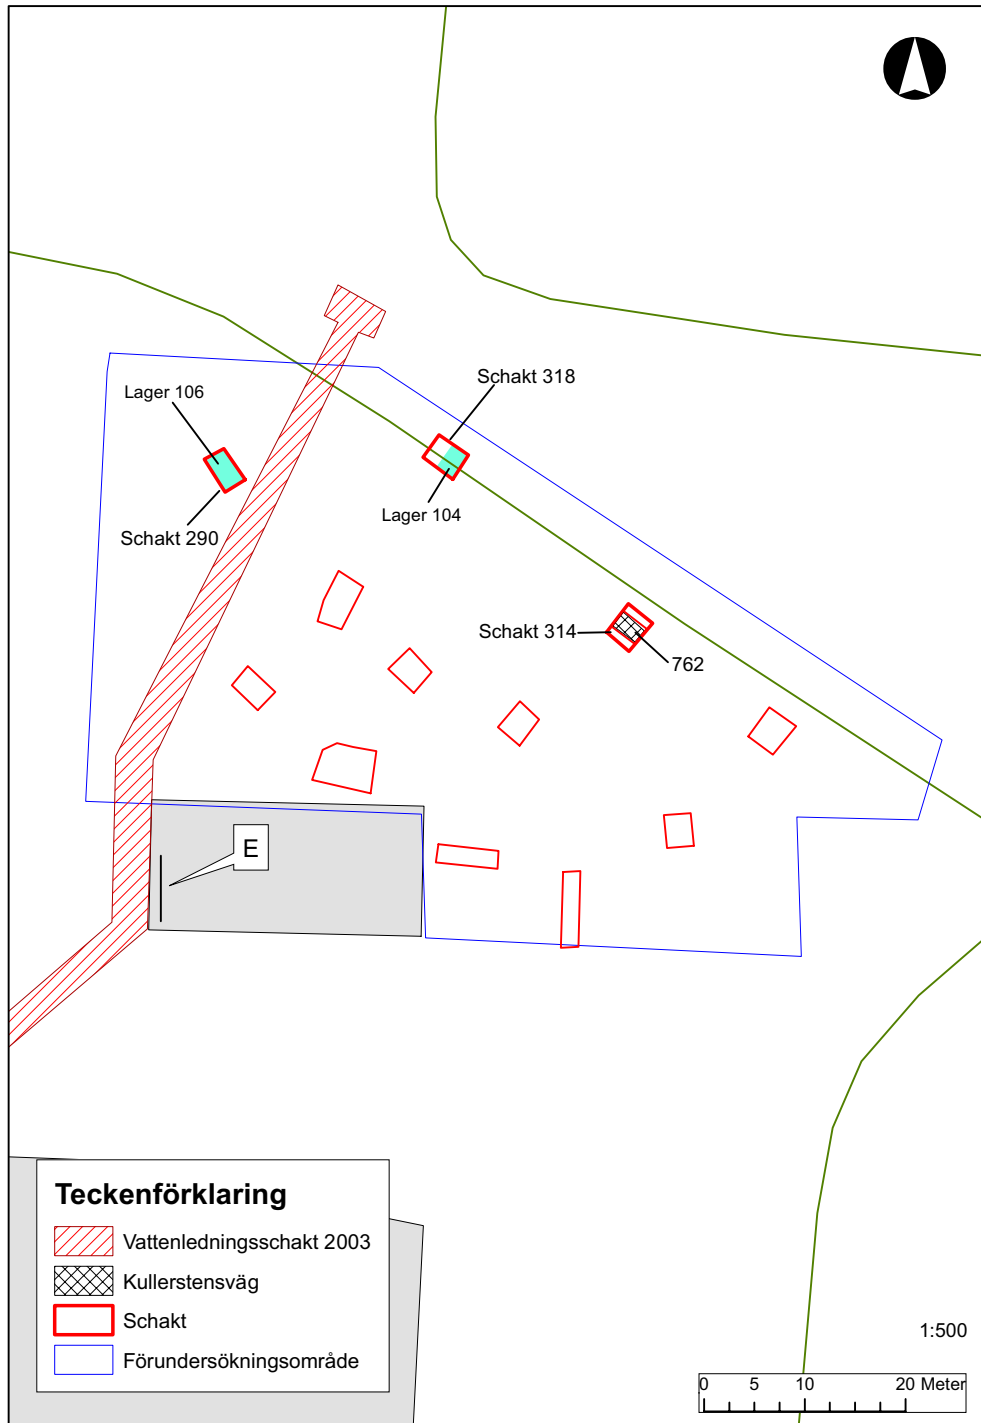 Schakt 318
Lager 106
Lager 104
Schakt 290
Schakt 314
762
E
Teckenförklaring
Vattenledningsschakt 2003
Kullerstensväg
Schakt
Förundersökningsområde
1:500
0 5 10 20 Meter